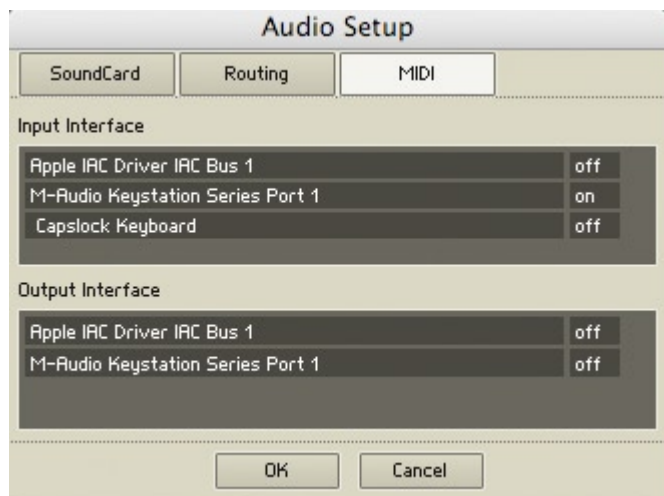 Audio Setup
SoundCard Routing MIDI
Input Interface
Apple IAC Driver IAC Bus 1 off
M-Audio Keystation Series Port 1 on
Capslock Keyboard off
Output Interface
Apple IAC Driver IAC Bus 1 off
M-Audio Keystation Series Port 1 off
OK Cancel